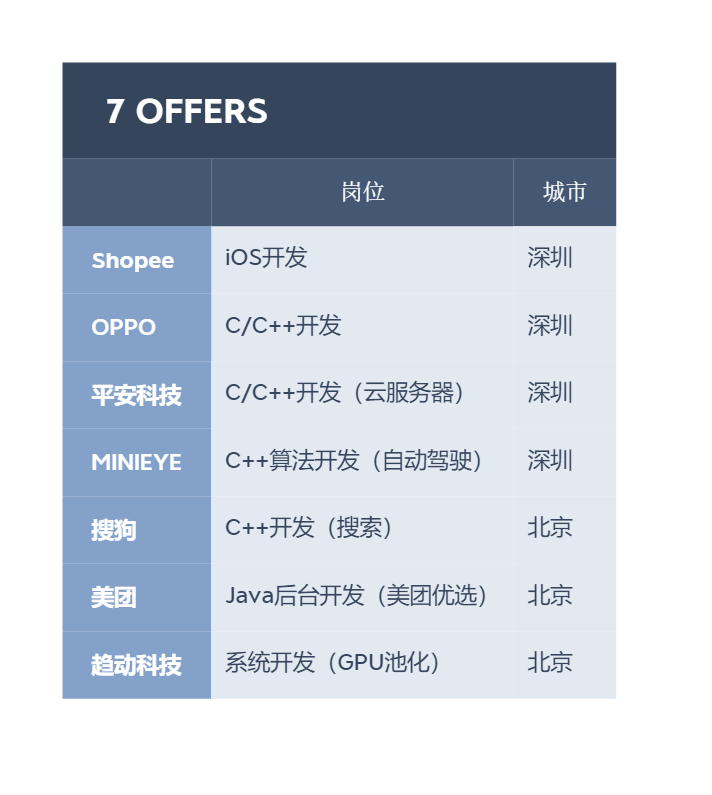 7 OFFERS
岗位 城市
Shopee iOS开发 深圳
OPPO C/C++开发 深圳
平安科技 C/C++开发（云服务器） 深圳
MINIEYE C++算法开发（自动驾驶） 深圳
搜狗 C++开发（搜索） 北京
美团 Java后台开发（美团优选） 北京
趋动科技 系统开发（GPU池化） 北京